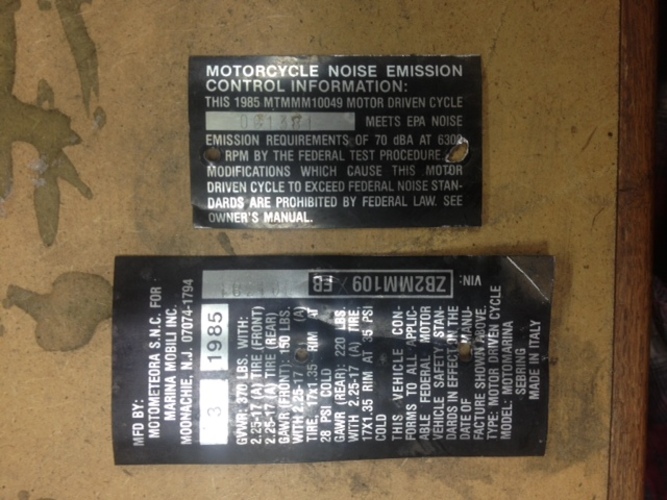 MOTORCYCLE NOISE EMISSION
CONTROL INFORMATION:
THIS 1985 MTMMM10049 MOTOR DRIVEN CYCLE
MEETS EPA NOISE
EMISSION REQUIREMENTS OF 70 dBA AT 6300
RPM BY THE FEDERAL TEST PROCEDURE.
MODIFICATIONS WHICH CAUSE THIS MOTOR
DRIVEN CYCLE TO EXCEED FEDERAL NOISE STAN-
DARDS ARE PROHIBITED BY FEDERAL LAW. SEE
OWNER'S MANUAL.
MFD BY:
MOTOMETEORA S.N.C. FOR
MARINA MOBILI INC.
MOONACHIE, N.J. 07074-1794
3 1985
GVWR: 370 LBS. WITH:
2.25-17 (A) TIRE (FRONT)
2.25-17 (A) TIRE (REAR)
GAWR (FRONT): 150 LBS.
WITH 2.25-17 (A)
TIRE, 17x1.35 RIM AT
28 PSI COLD
GAWR (REAR): 220 LBS.
WITH 2.25-17 (A) TIRE,
17X1.35 RIM AT 35 PSI
COLD
THIS VEHICLE CON-
FORMS TO ALL APPLIC-
ABLE FEDERAL MOTOR
VEHICLE SAFETY STAN-
DARDS IN EFFECT ON THE
DATE OF MANU-
FACTURE SHOWN ABOVE.
TYPE: MOTOR DRIVEN CYCLE
MODEL: MOTOMARINA
SEBRING
MADE IN ITALY
VIN: ZB2MM109 X FB